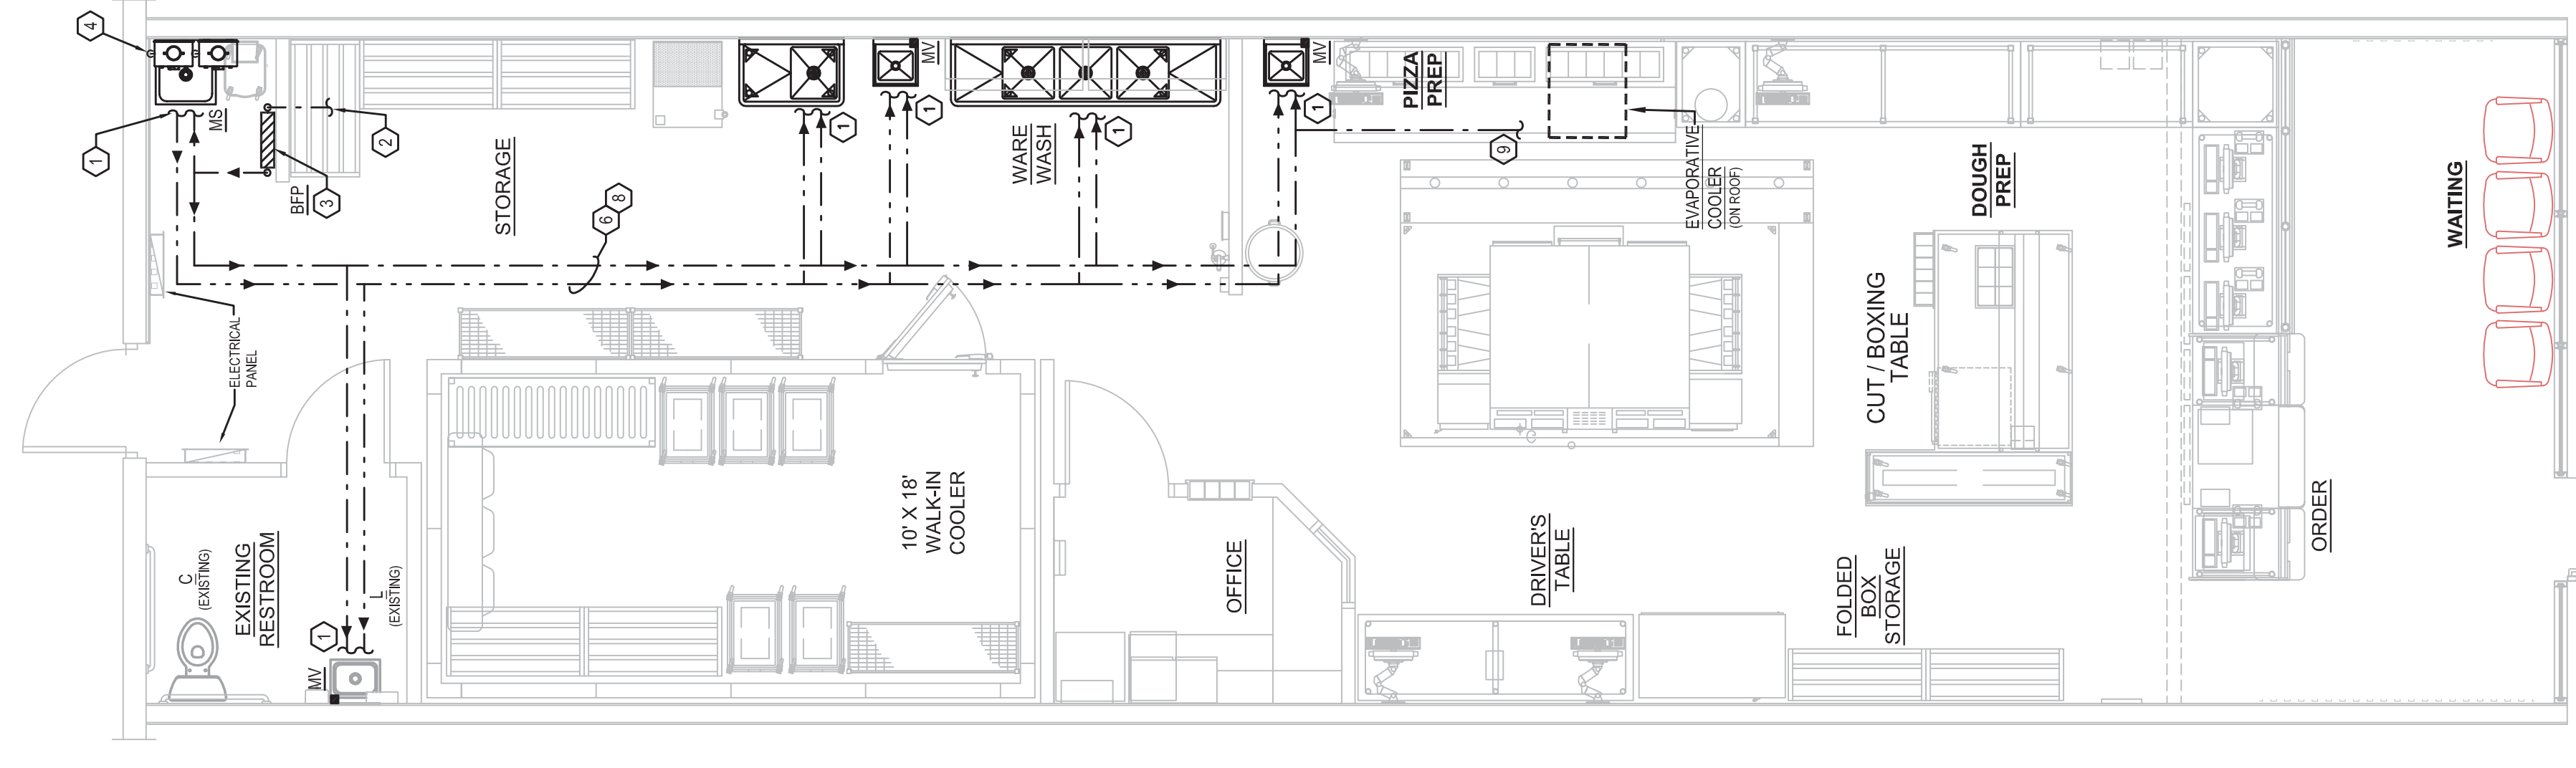 4
1
MS
2
BFP
3
STORAGE
6
8
ELECTRICAL
PANEL
1
MV
1
WARE
WASH
1
MV
1
PIZZA
PREP
9
EVAPORATIVE
COOLER
(ON ROOF)
DOUGH
PREP
WAITING
CUT / BOXING
TABLE
C
(EXISTING)
EXISTING
RESTROOM
L
(EXISTING)
1
MV
10' X 18'
WALK-IN
COOLER
OFFICE
DRIVER'S
TABLE
FOLDED
BOX
STORAGE
ORDER